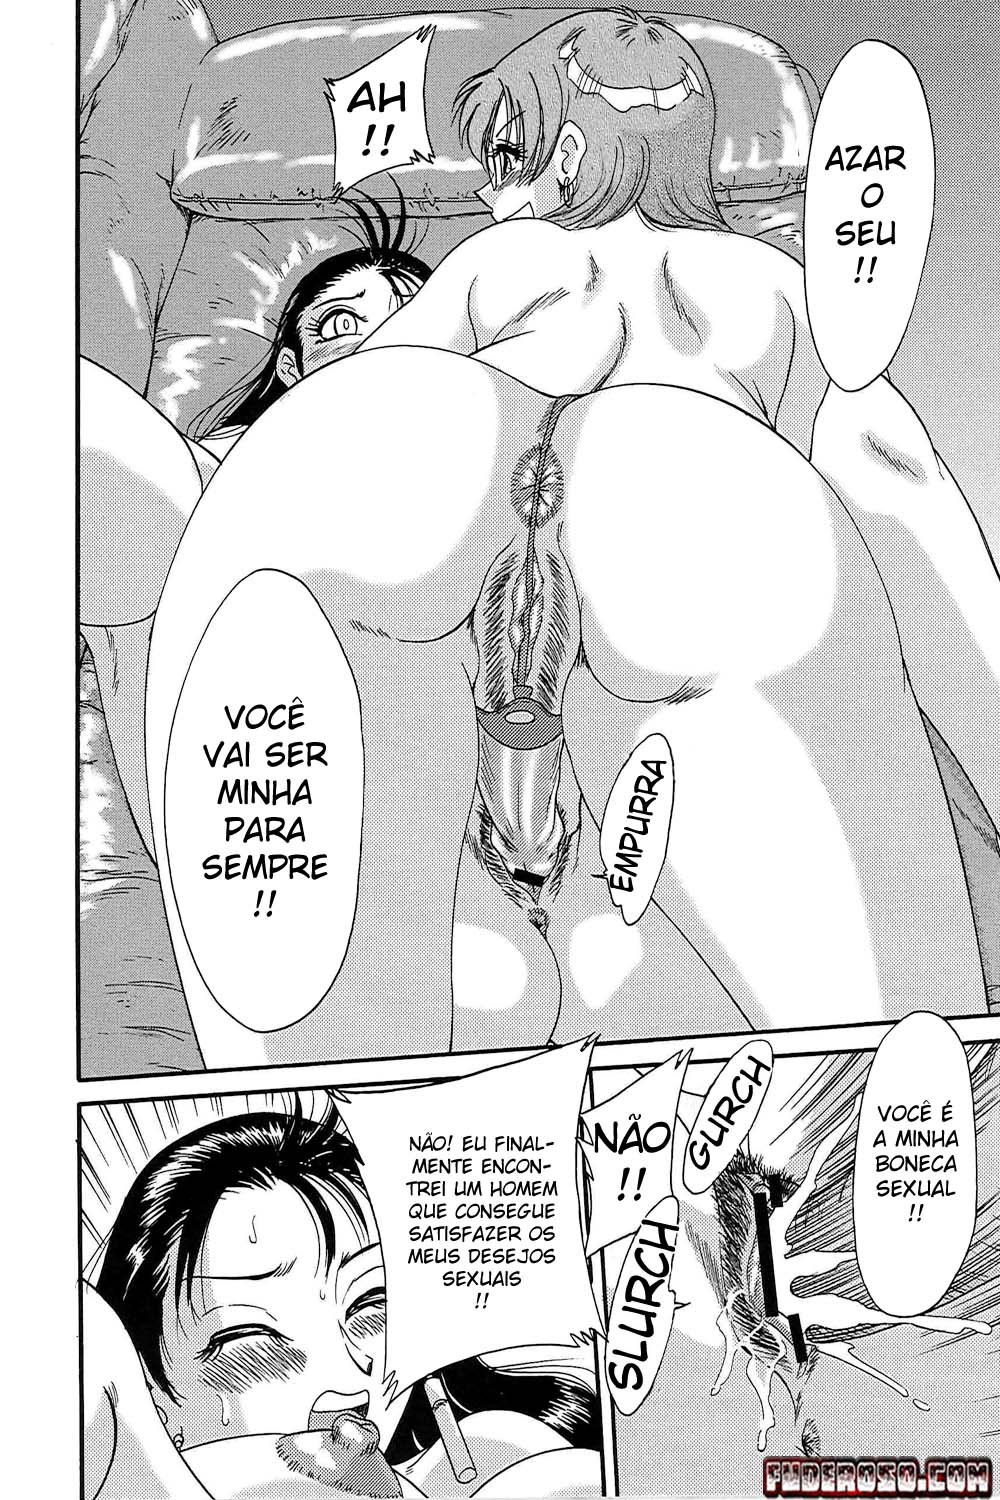 AH
!!
AZAR
O
SEU
!!
VOCÊ
VAI SER
MINHA
PARA
SEMPRE
!!
EMPURRA
NÃO! EU FINAL-
MENTE ENCON-
TREI UM HOMEM
QUE CONSEGUE
SATISFAZER OS
MEUS DESEJOS
SEXUAIS
!!
NÃO
!!
GURCH
SLURCH
VOCÊ É
A MINHA
BONECA
SEXUAL
!!
FUDEROSO.COM